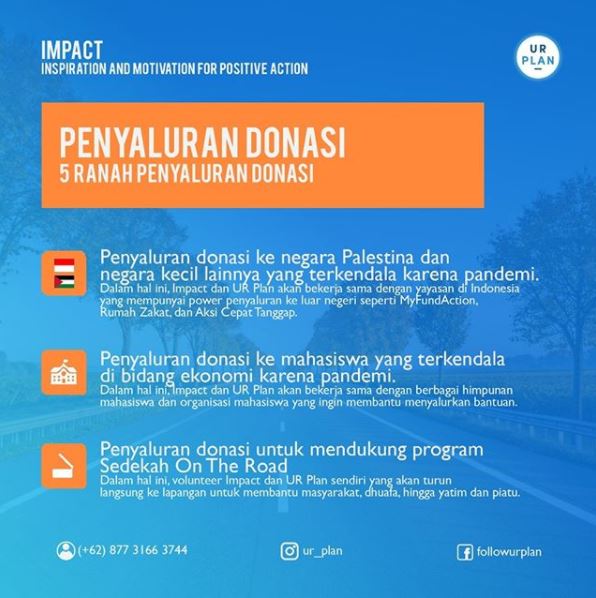 IMPACT
INSPIRATION AND MOTIVATION FOR POSITIVE ACTION
UR
PLAN
PENYALURAN DONASI
5 RANAH PENYALURAN DONASI
Penyaluran donasi ke negara Palestina dan
negara kecil lainnya yang terkendala karena pandemi.
Dalam hal ini, Impact dan UR Plan akan bekerja sama dengan yayasan di Indonesia
yang mempunyai power penyaluran ke luar negeri seperti MyFundAction,
Rumah Zakat, dan Aksi Cepat Tanggap.
Penyaluran donasi ke mahasiswa yang terkendala
di bidang ekonomi karena pandemi.
Dalam hal ini, Impact dan UR Plan akan bekerja sama dengan berbagai himpunan
mahasiswa dan organisasi mahasiswa yang ingin membantu menyalurkan bantuan.
Penyaluran donasi untuk mendukung program
Sedekah On The Road
Dalam hal ini, volunteer Impact dan UR Plan sendiri yang akan turun
langsung ke lapangan untuk membantu masyarakat, dhuafa, hingga yatim dan piatu.
(+62) 877 3166 3744
ur_plan
followurplan